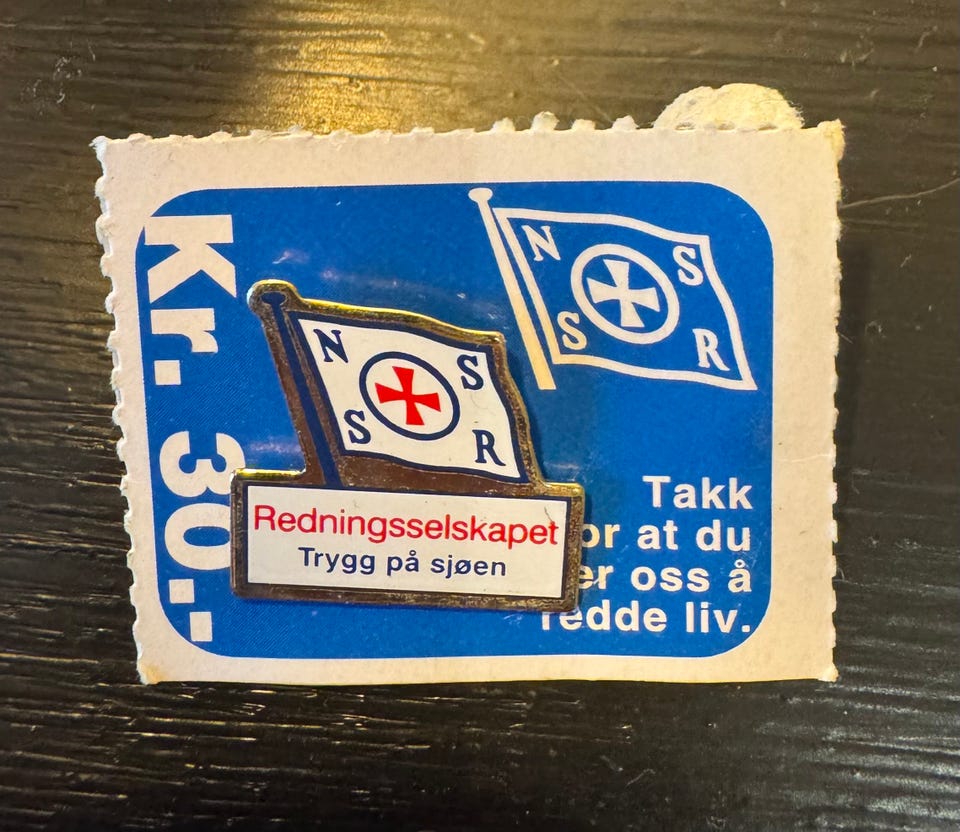 Kr. 30.-
N S
S R
N S
S R
Redningsselskapet
Trygg på sjøen
Takk
at du
oss å
redde liv.